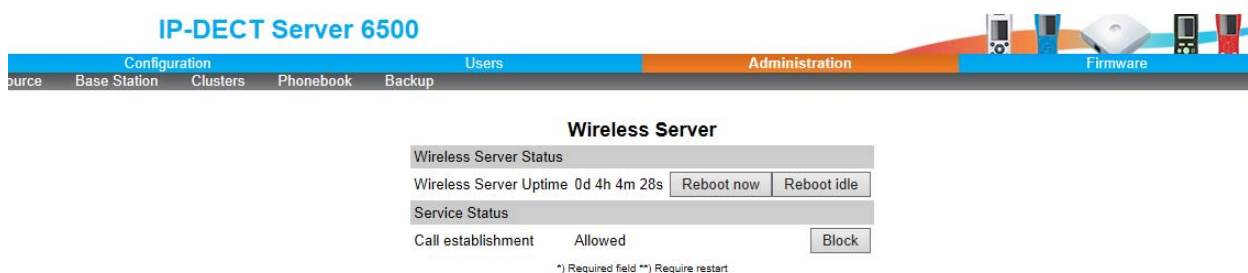 IP-DECT Server 6500
Configuration Users Administration Firmware
Base Station Clusters Phonebook Backup
Wireless Server
Wireless Server Status
Wireless Server Uptime 0d 4h 4m 28s Reboot now Reboot idle
Service Status
Call establishment Allowed Block
*) Required field **) Require restart